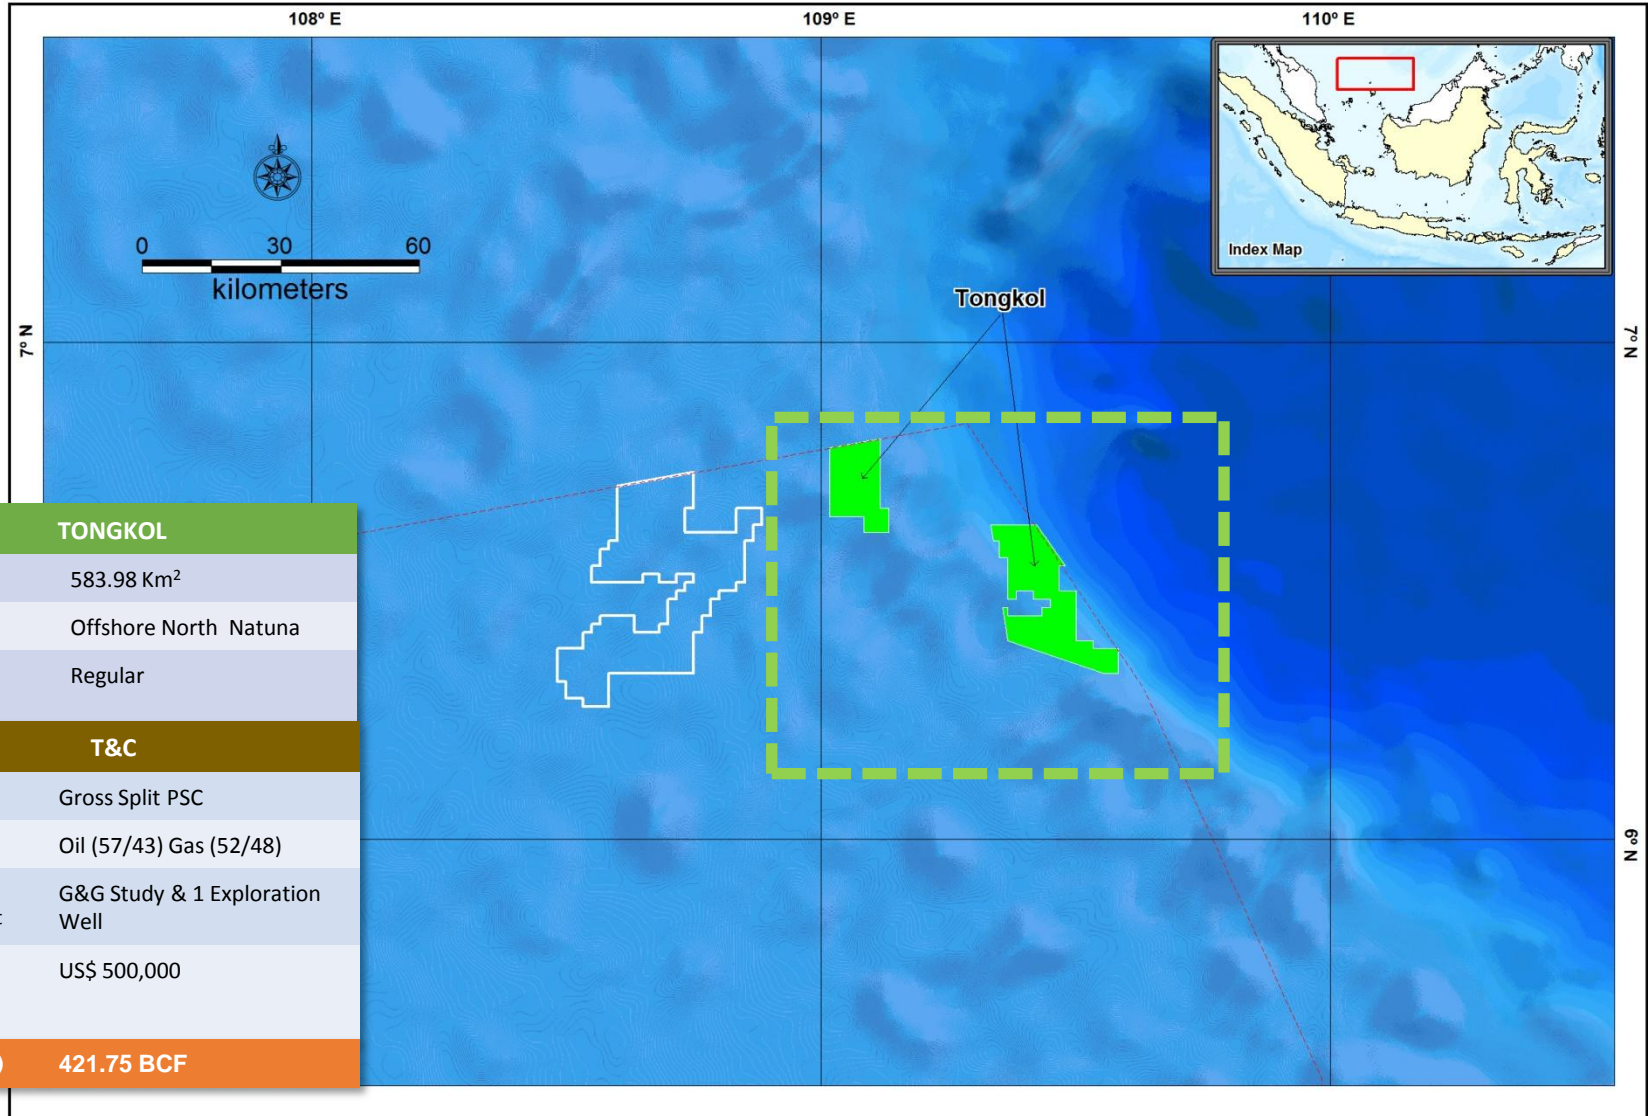 108° E 109° E 110° E
Index Map
0 30 60
kilometers
Tongkol
7° N 7° N
TONGKOL
583.98 Km²
Offshore North Natuna
Regular
T&C
Gross Split PSC
Oil (57/43) Gas (52/48)
G&G Study & 1 Exploration
Well
US$ 500,000
) 421.75 BCF
6° N